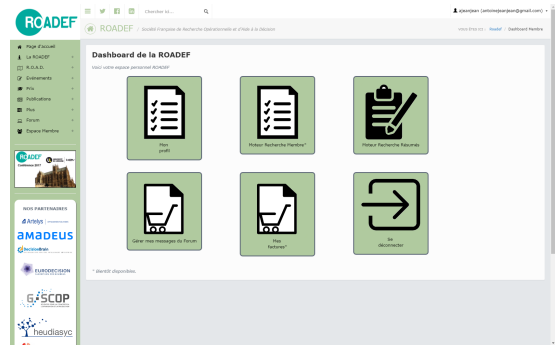 ROADEF
Chercher ici...
ajeanjean (antoinejeanjean@gmail.com)
ROADEF / Société Française de Recherche Opérationnelle et d'Aide à la Décision
Vous êtes ici : Roadef / Dashboard Membre
Page d'accueil
La ROADEF
R.O.A.D.
Evénements
Prix
Publications
Plus
Forum
Espace Membre
Dashboard de la ROADEF
Voici votre espace personnel ROADEF
Mon
profil
Moteur Recherche Membre*
Moteur Recherche Résumés
Gérer mes messages du Forum
Mes
factures*
Se
déconnecter
* Bientôt disponibles.
ROADEF
Conférence 2017
NOS PARTENAIRES
Artelys
amadeus
DecisionBrain
EURODECISION
G-SCOP
heudiasyc